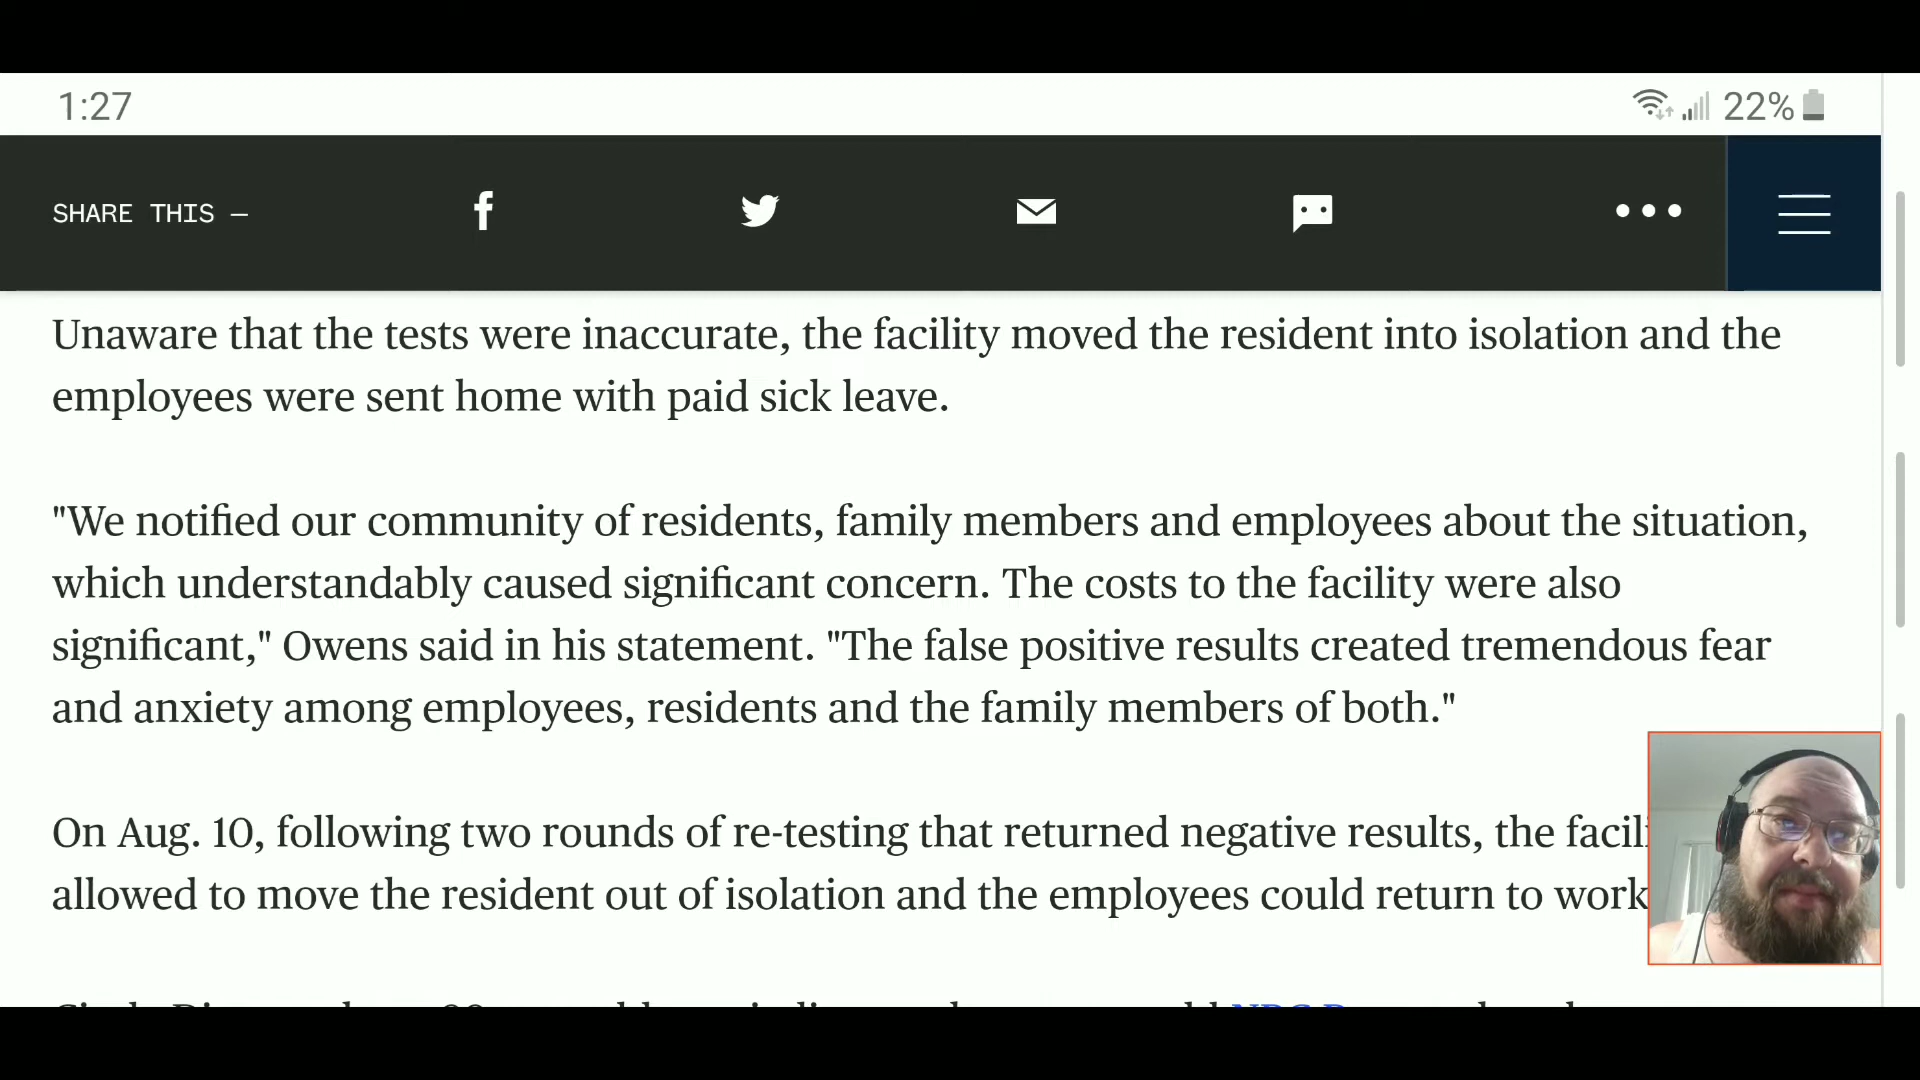 1:27
22%
SHARE THIS —
Unaware that the tests were inaccurate, the facility moved the resident into isolation and the
employees were sent home with paid sick leave.
"We notified our community of residents, family members and employees about the situation,
which understandably caused significant concern. The costs to the facility were also
significant," Owens said in his statement. "The false positive results created tremendous fear
and anxiety among employees, residents and the family members of both."
On Aug. 10, following two rounds of re-testing that returned negative results, the
allowed to move the resident out of isolation and the employees could return to work